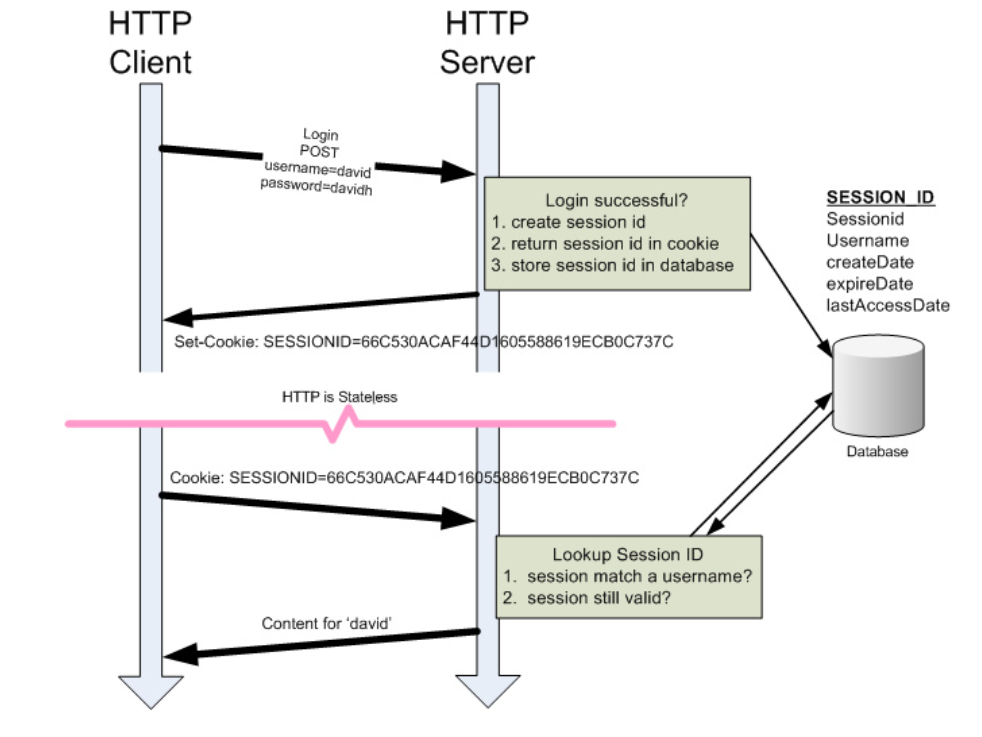 HTTP
Client
HTTP
Server
Login
POST
username=david
password=davidh
Login successful?
1. create session id
2. return session id in cookie
3. store session id in database
SESSION_ID
Sessionid
Username
createDate
expireDate
lastAccessDate
Set-Cookie: SESSIONID=66C530ACAF44D1605588619ECB0C737C
HTTP is Stateless
Database
Cookie: SESSIONID=66C530ACAF44D1605588619ECB0C737C
Lookup Session ID
1. session match a username?
2. session still valid?
Content for ‘david’